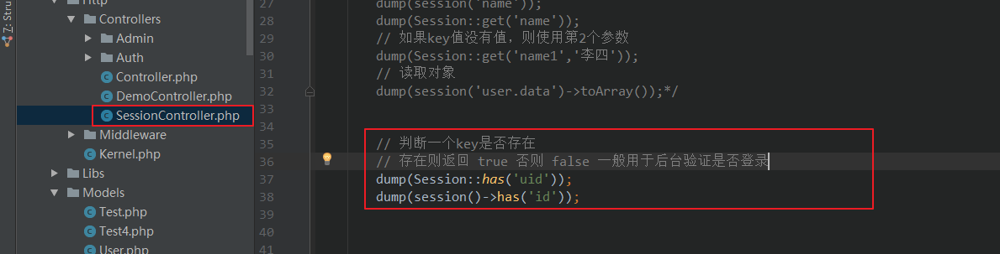 Z: Stru
Http
Controllers
Admin
Auth
Controller.php
DemoController.php
SessionController.php
Middleware
Kernel.php
Libs
Models
Test.php
Test4.php
User.php
27 dump(session('name'));
28 dump(Session::get('name'));
29 // 如果key值没有值，则使用第2个参数
30 dump(Session::get('name1','李四'));
31 // 读取对象
32 dump(session('user.data')->toArray());*/
33
34
35 // 判断一个key是否存在
36 // 存在则返回 true 否则 false 一般用于后台验证是否登录
37 dump(Session::has('uid'));
38 dump(session()->has('id'));
39
40
41